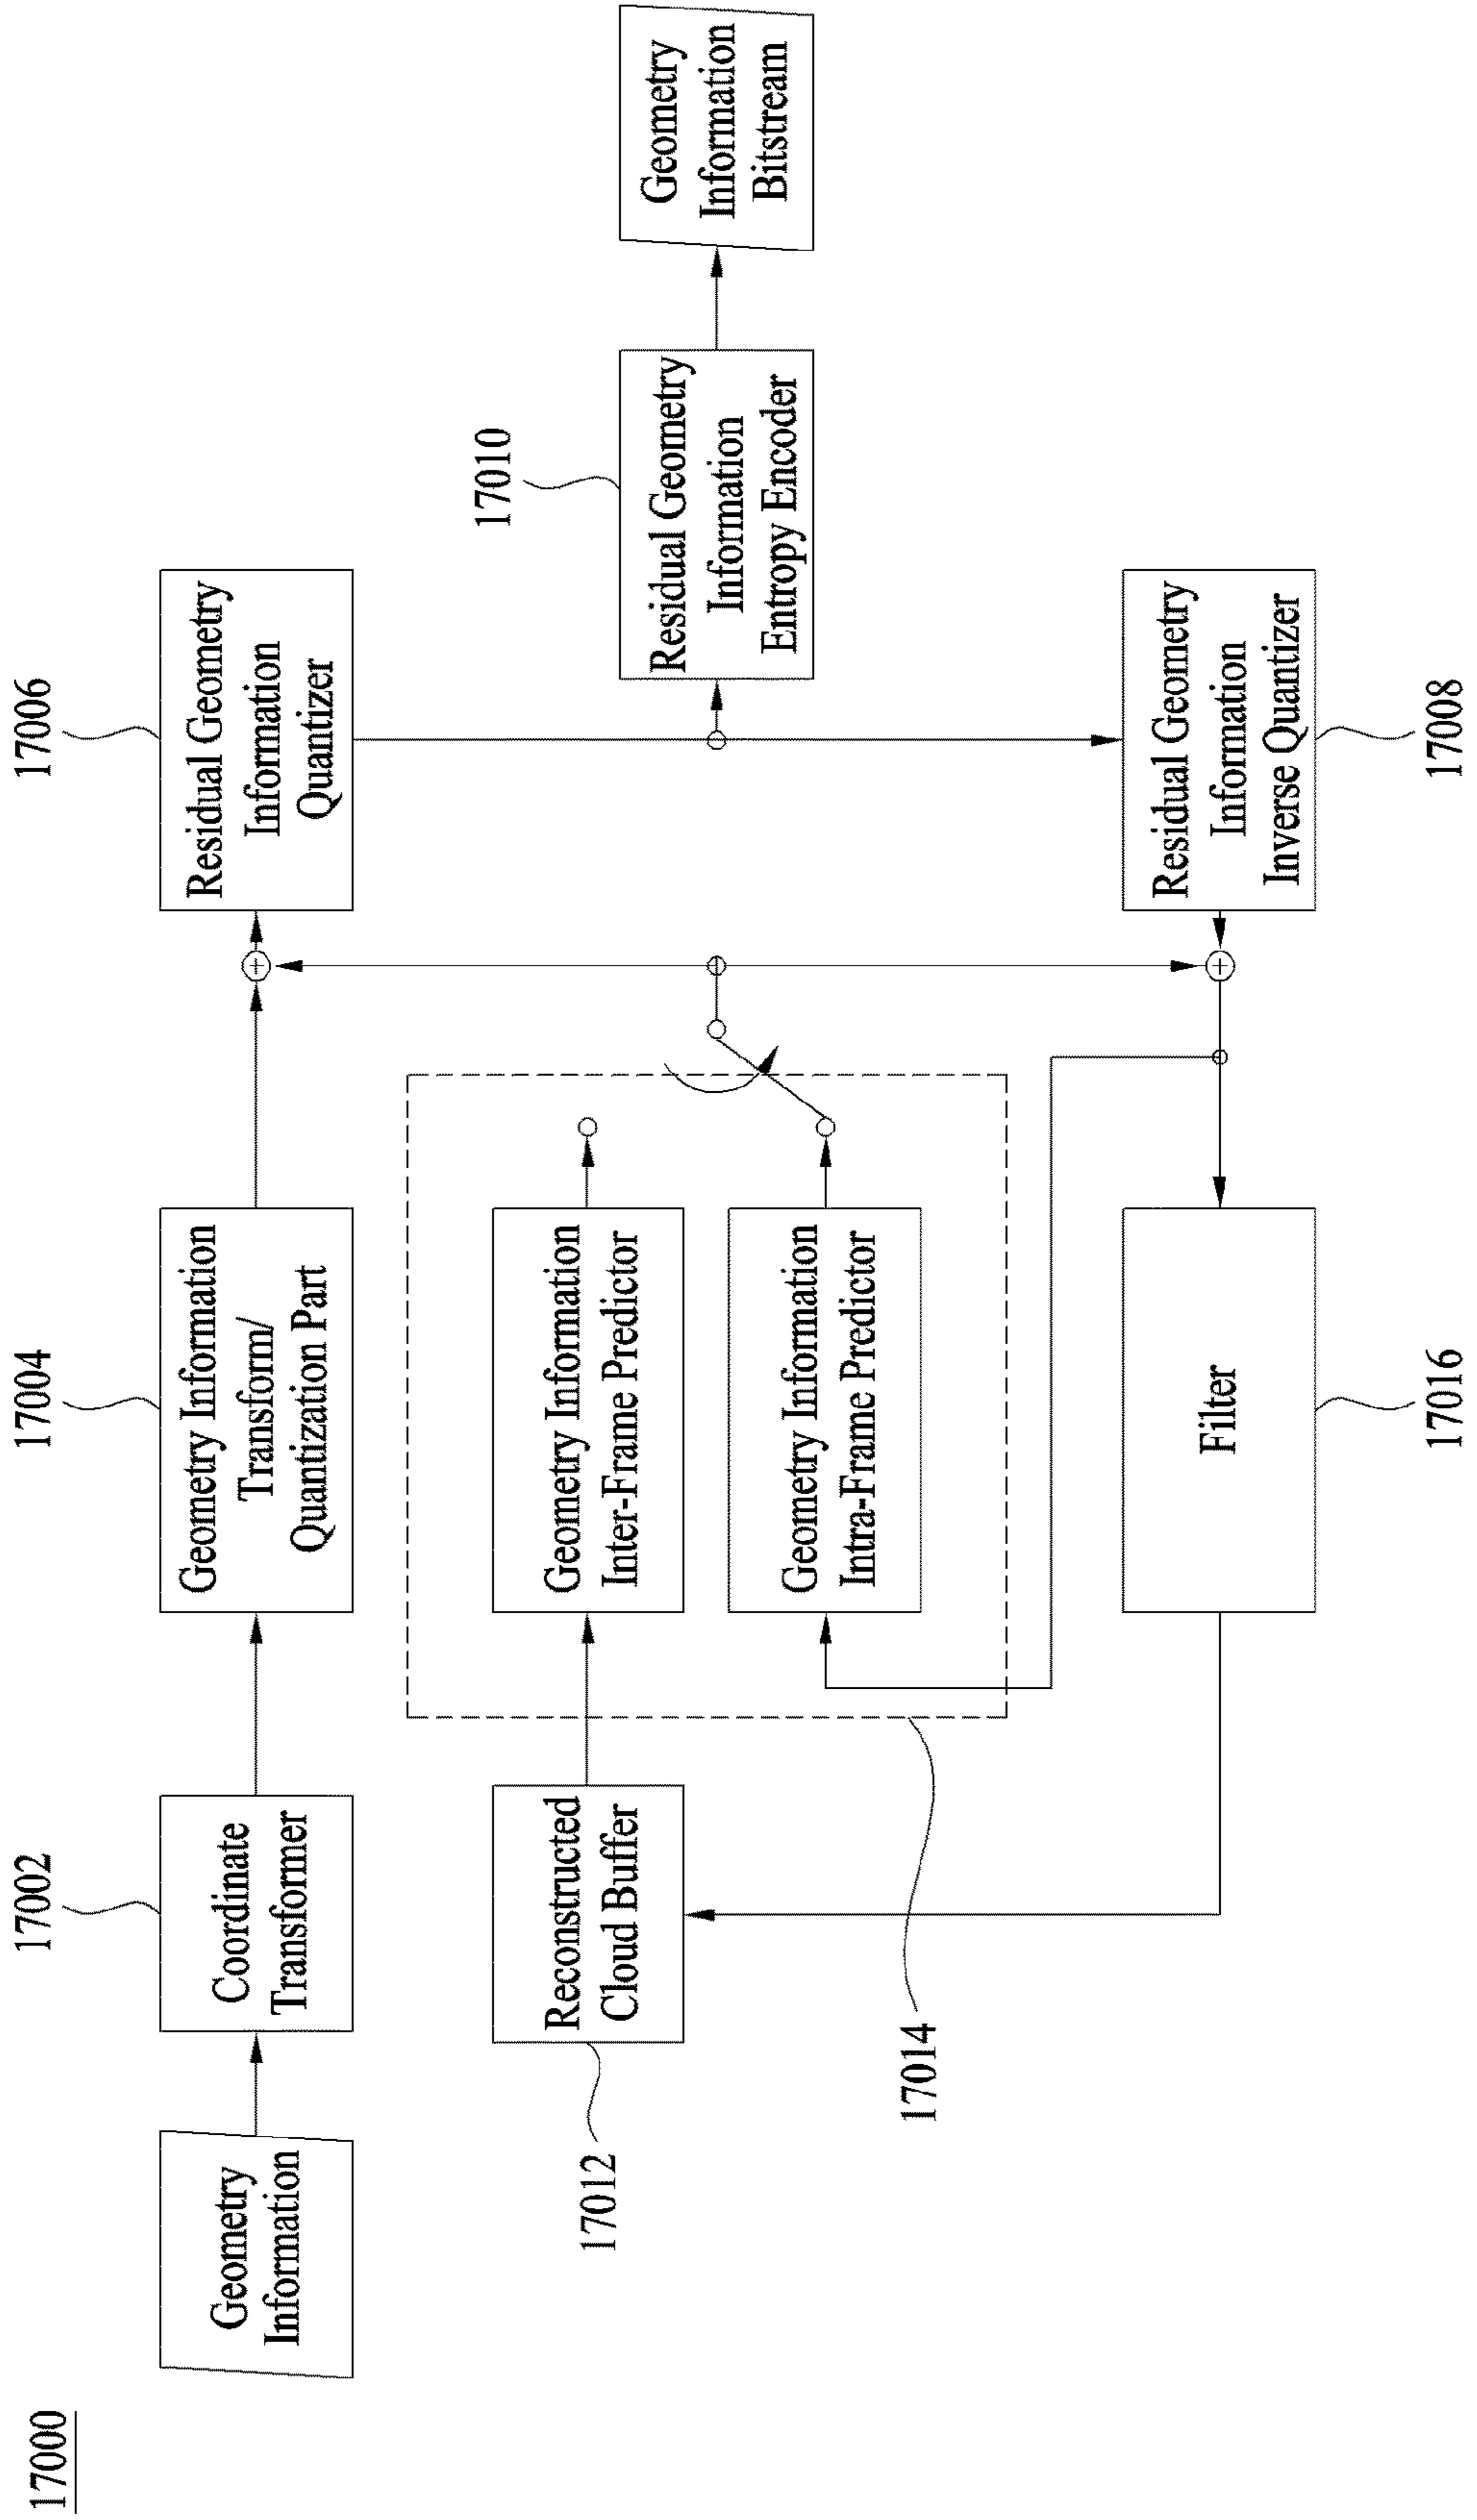 17000
17002
17004
17006
Geometry
Information
Coordinate
Transformer
Geometry Information
Transform/
Quantization Part
Residual Geometry
Information
Quantizer
17010
Reconstructed
Cloud Buffer
Geometry Information
Inter-Frame Predictor
Residual Geometry
Information
Entropy Encoder
Geometry
Information
Bitstream
17012
Geometry Information
Intra-Frame Predictor
17014
Filter
Residual Geometry
Information
Inverse Quantizer
17016
17008